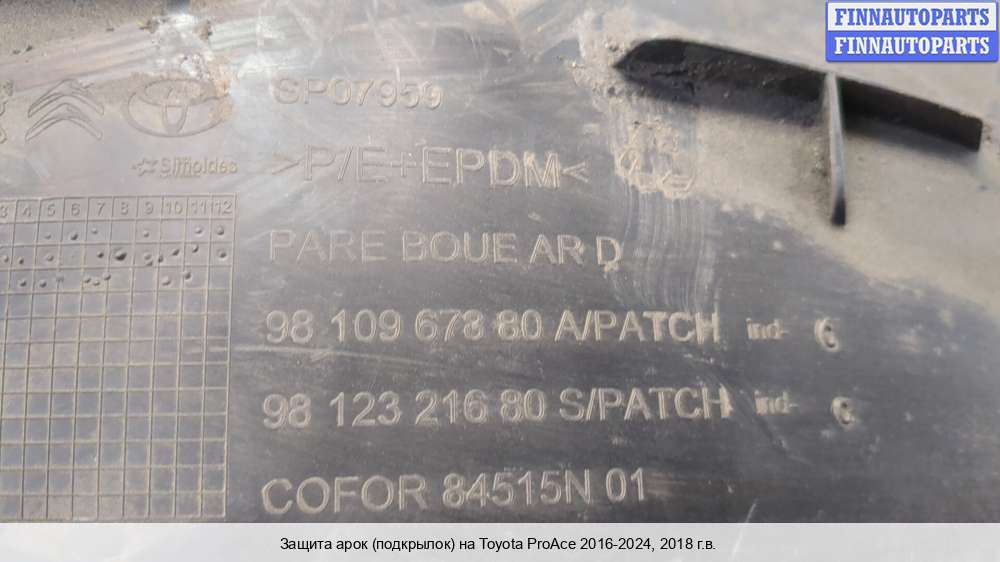 FINNAUTOPARTS
FINNAUTOPARTS
SP07959
Simoldes
>P/E+EPDM<
3 4 5 6 7 8 9 10 11 12
PARE BOUE AR D
98 109 678 80 A/PATCH ind- 6
98 123 216 80 S/PATCH ind- 6
COFOR 84515N 01
Защита арок (подкрылок) на Toyota ProAce 2016-2024, 2018 г.в.